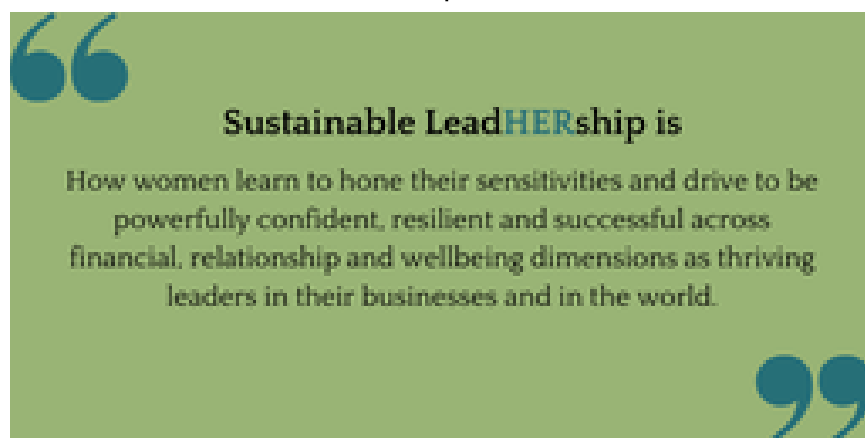 Sustainable LeadHERship is
How women learn to hone their sensitivities and drive to be
powerfully confident, resilient and successful across
financial, relationship and wellbeing dimensions as thriving
leaders in their businesses and in the world.